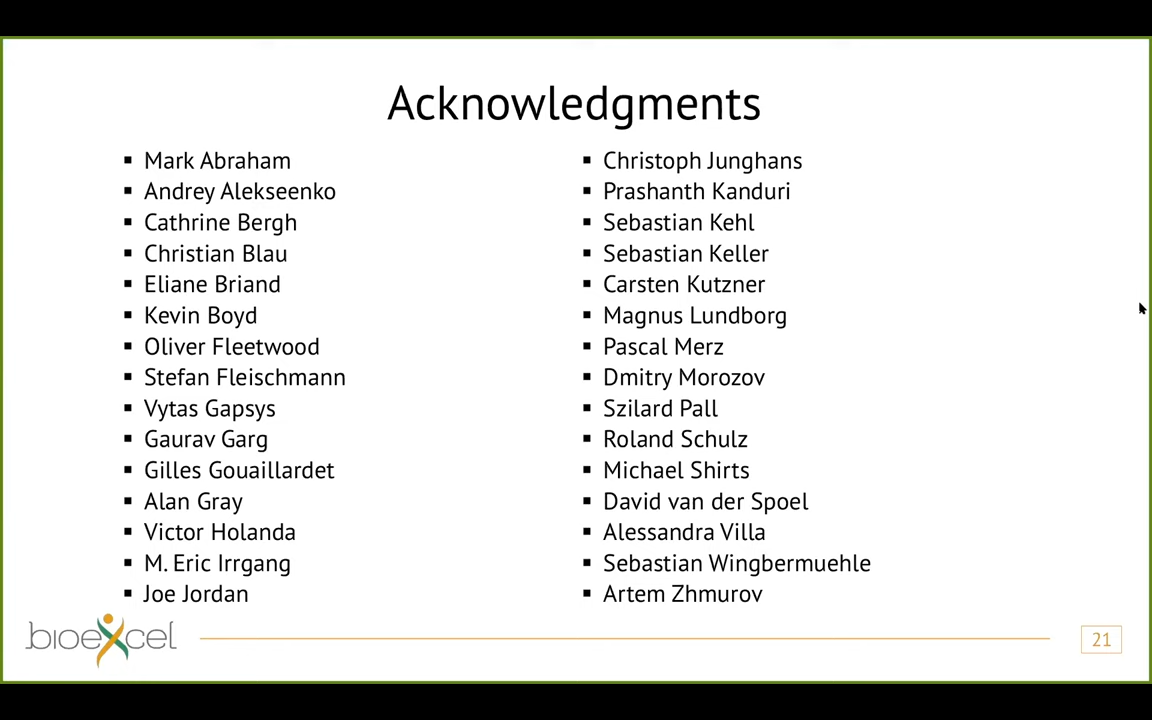 Acknowledgments
▪ Mark Abraham
▪ Andrey Alekseenko
▪ Cathrine Bergh
▪ Christian Blau
▪ Eliane Briand
▪ Kevin Boyd
▪ Oliver Fleetwood
▪ Stefan Fleischmann
▪ Vytas Gapsys
▪ Gaurav Garg
▪ Gilles Gouaillardet
▪ Alan Gray
▪ Victor Holanda
▪ M. Eric Irrgang
▪ Joe Jordan
▪ Christoph Junghans
▪ Prashanth Kanduri
▪ Sebastian Kehl
▪ Sebastian Keller
▪ Carsten Kutzner
▪ Magnus Lundborg
▪ Pascal Merz
▪ Dmitry Morozov
▪ Szilard Pall
▪ Roland Schulz
▪ Michael Shirts
▪ David van der Spoel
▪ Alessandra Villa
▪ Sebastian Wingbermuehle
▪ Artem Zhmurov
bioexcel
21